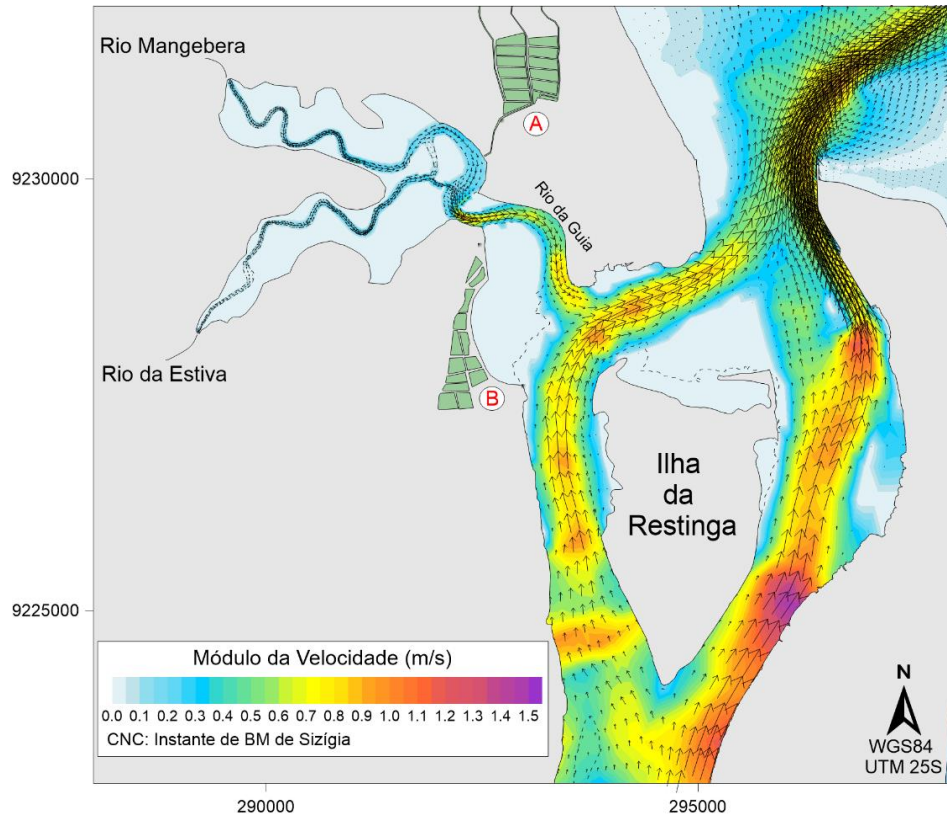 Rio Mangebera
A
9230000
Rio da Guia
Rio da Estiva
B
Ilha
da
Restinga
9225000
Módulo da Velocidade (m/s)
0.0 0.1 0.2 0.3 0.4 0.5 0.6 0.7 0.8 0.9 1.0 1.1 1.2 1.3 1.4 1.5
CNC: Instante de BM de Sizígia
N
WGS84
UTM 25S
290000
295000